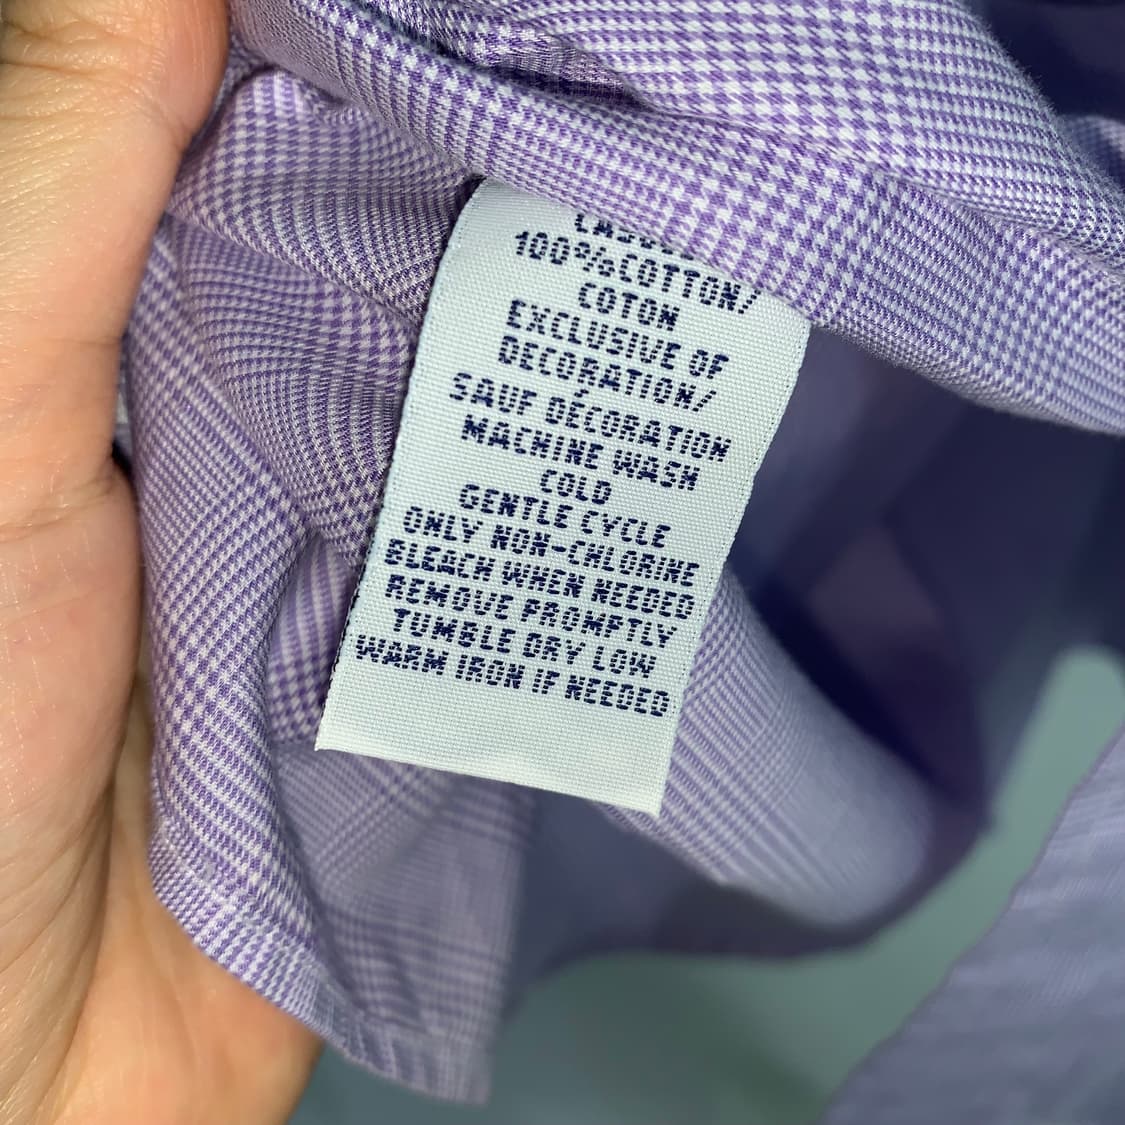 100%COTTON/
COTON
EXCLUSIVE OF
DECORATION/
SAUF DÉCORATION
MACHINE WASH
COLD
GENTLE CYCLE
ONLY NON-CHLORINE
BLEACH WHEN NEEDED
REMOVE PROMPTLY
TUMBLE DRY LOW
WARM IRON IF NEEDED